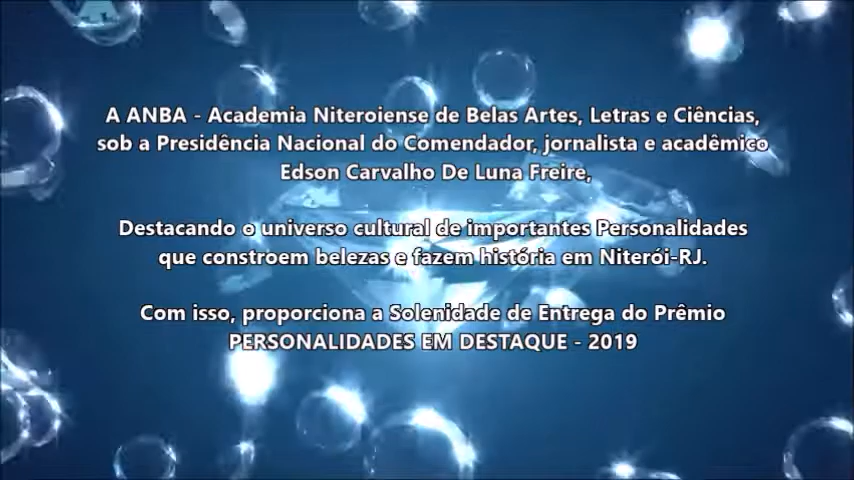 A ANBA - Academia Niteroiense de Belas Artes, Letras e Ciências,
sob a Presidência Nacional do Comendador, jornalista e acadêmico
Edson Carvalho De Luna Freire,
Destacando o universo cultural de importantes Personalidades
que constroem belezas e fazem história em Niterói-RJ.
Com isso, proporciona a Solenidade de Entrega do Prêmio
PERSONALIDADES EM DESTAQUE - 2019